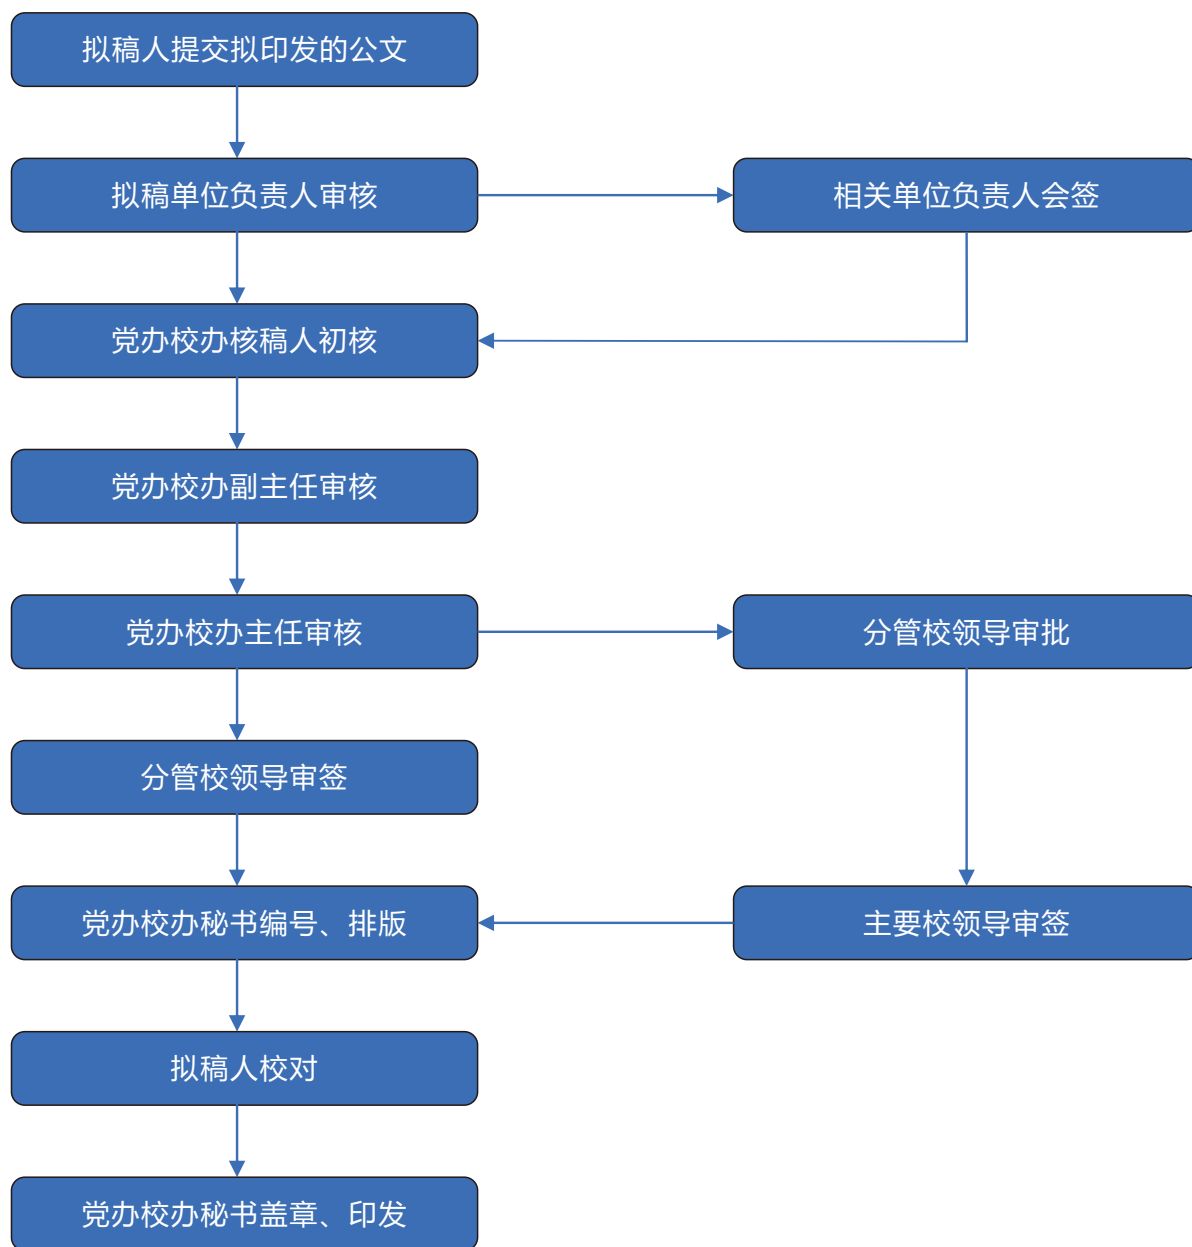 拟稿人提交拟印发的公文
拟稿单位负责人审核
相关单位负责人会签
党办校办核稿人初核
党办校办副主任审核
党办校办主任审核
分管校领导审批
分管校领导审签
党办校办秘书编号、排版
主要校领导审签
拟稿人校对
党办校办秘书盖章、印发